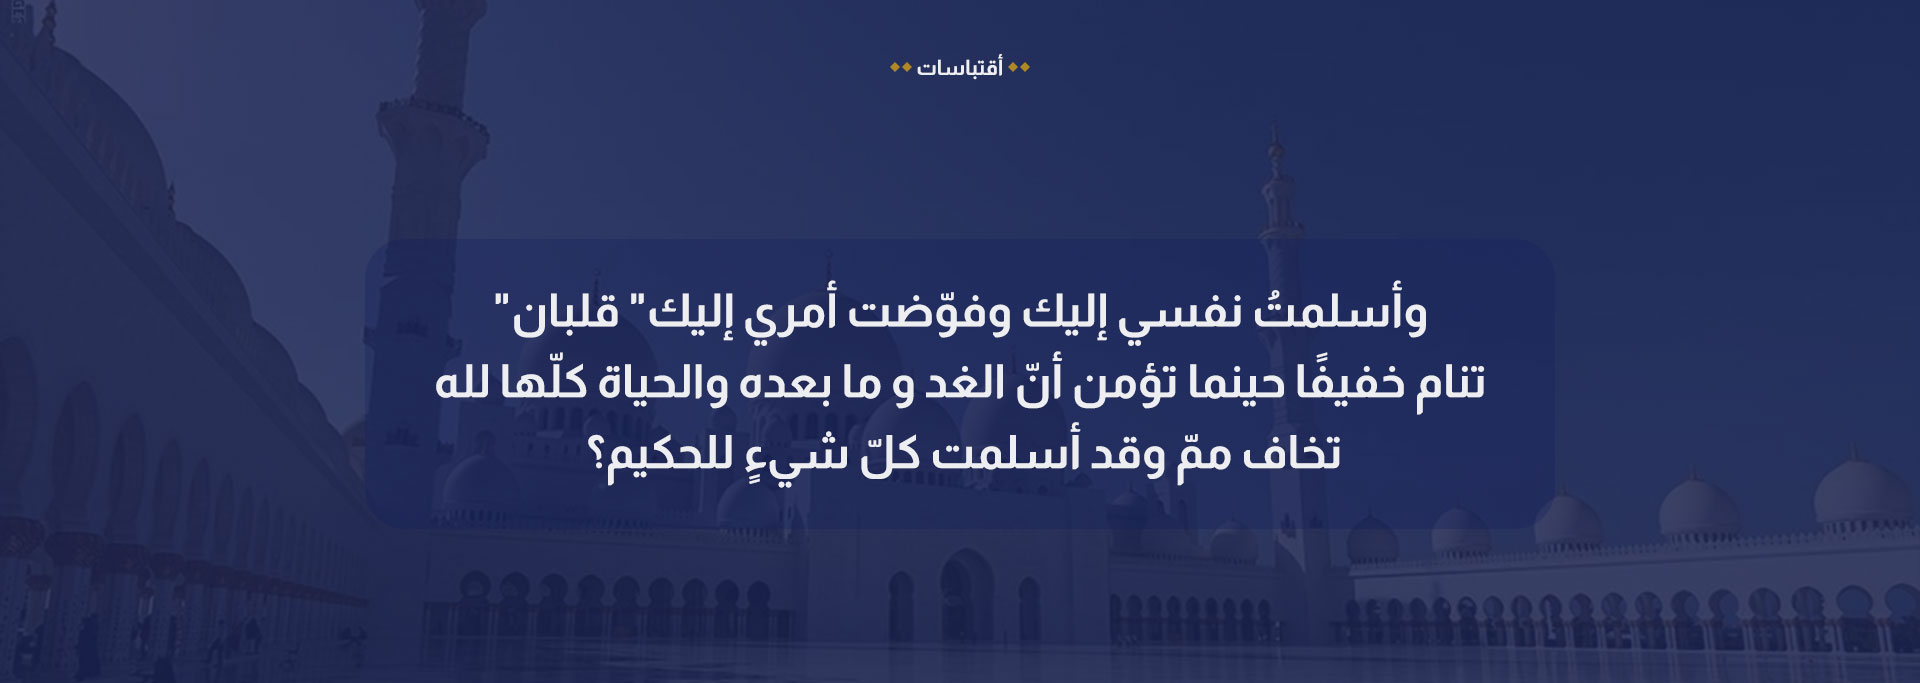 أقتباسات
وأسلمتُ نفسي إليك وفوّضت أمري إليك" قلبان"
تنام خفيفًا حينما تؤمن أنّ الغد و ما بعده والحياة كلّها لله
تخاف ممّ وقد أسلمت كلّ شيءٍ للحكيم؟